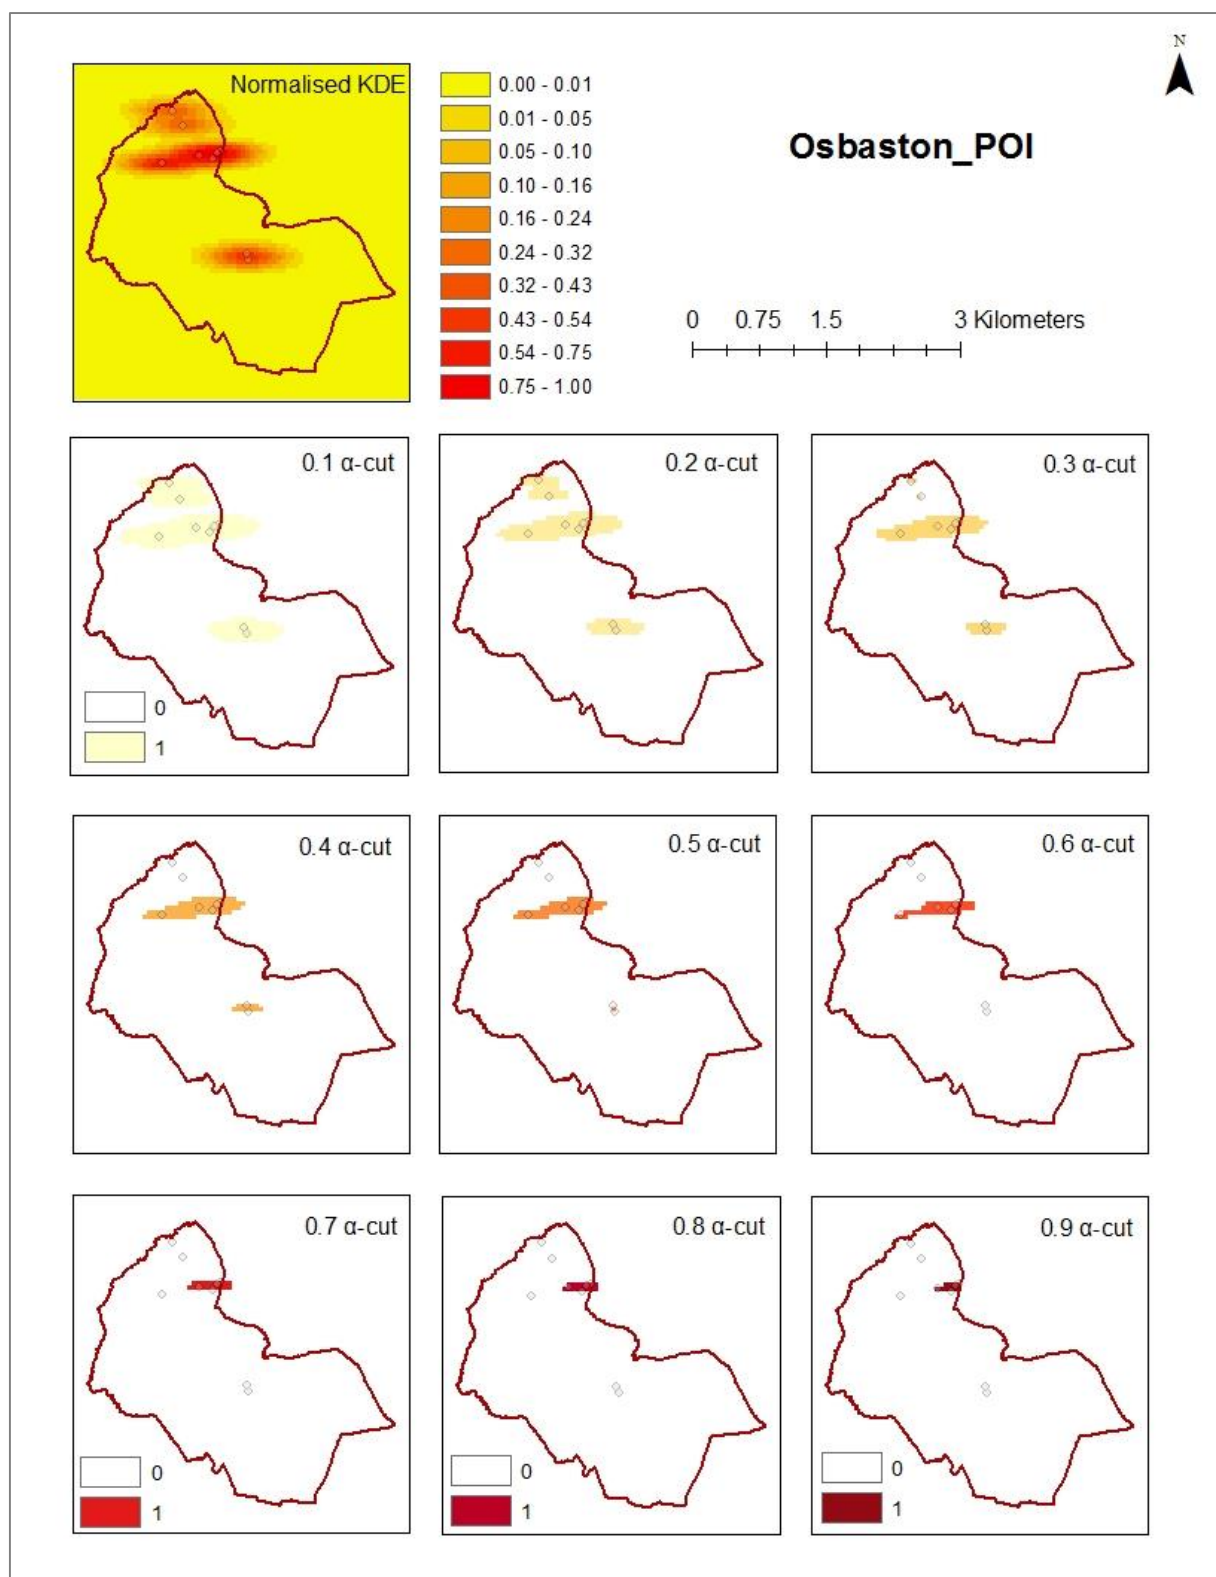 N
Normalised KDE
0.00 - 0.01
0.01 - 0.05
0.05 - 0.10
0.10 - 0.16
0.16 - 0.24
0.24 - 0.32
0.32 - 0.43
0.43 - 0.54
0.54 - 0.75
0.75 - 1.00
Osbaston_POI
0 0.75 1.5 3 Kilometers
0.1 α-cut
0
1
0.2 α-cut
0.3 α-cut
0.4 α-cut
0.5 α-cut
0.6 α-cut
0.7 α-cut
0
1
0.8 α-cut
0
1
0.9 α-cut
0
1